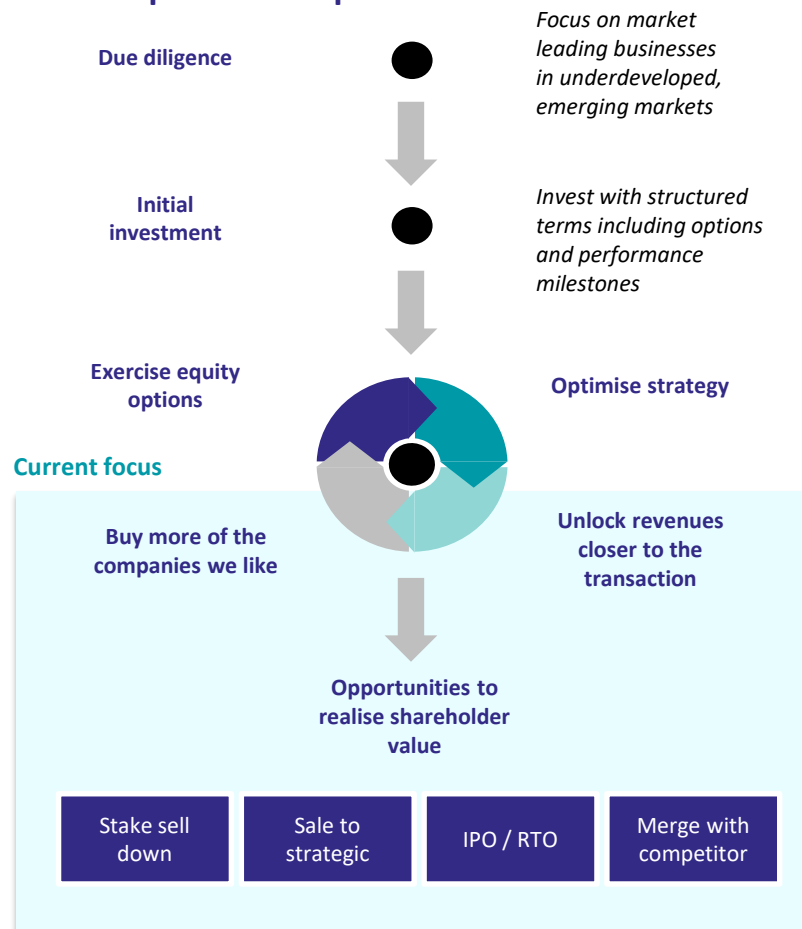 Due diligence
Focus on market
leading businesses
in underdeveloped,
emerging markets
Initial
investment
Invest with structured
terms including options
and performance
milestones
Exercise equity
options
Optimise strategy
Current focus
Buy more of the
companies we like
Unlock revenues
closer to the
transaction
Opportunities to
realise shareholder
value
Stake sell
down
Sale to
strategic
IPO / RTO
Merge with
competitor